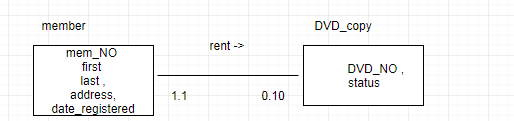 member
DVD_copy
rent ->
mem_NO
first
last ,
address,
date_registered
DVD_NO ,
status
1.1
0.10